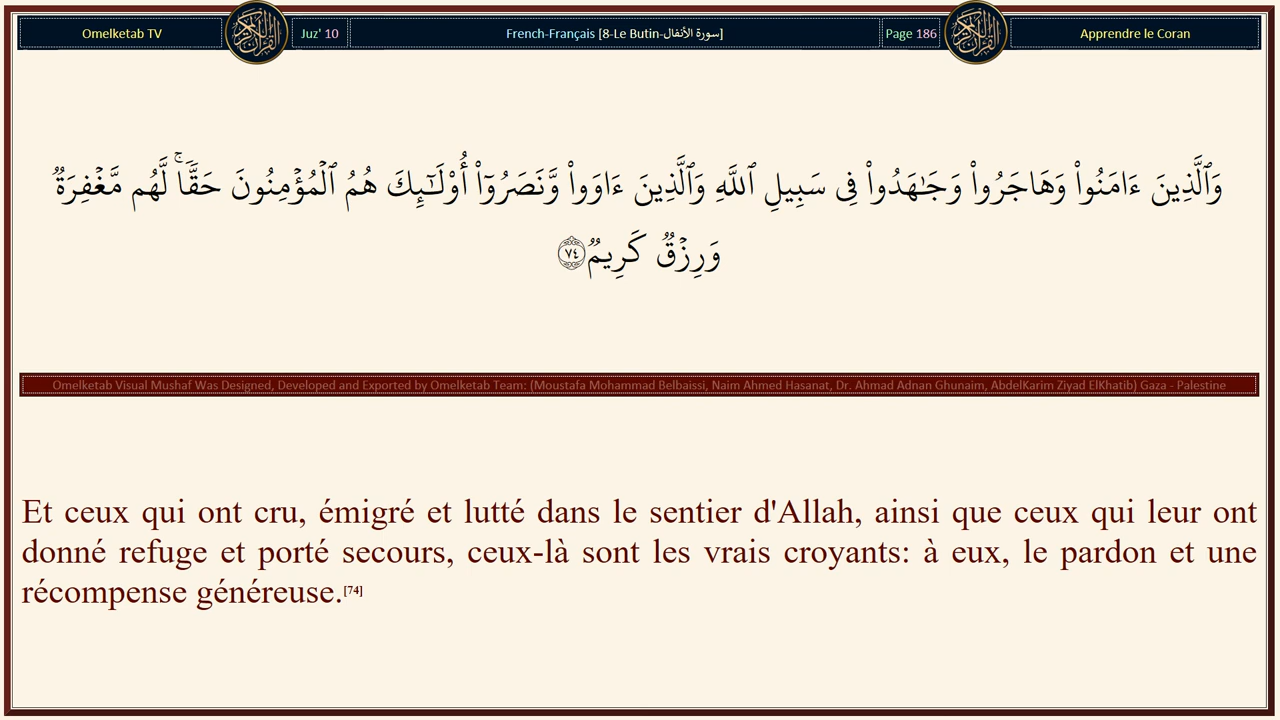 Omelketab TV
Juz' 10
French-Français [8-Le Butin-سورة الأنفال]
Page 186
Apprendre le Coran
وَٱلَّذِينَ ءَامَنُوا۟ وَهَاجَرُوا۟ وَجَـٰهَدُوا۟ فِى سَبِيلِ ٱللَّهِ وَٱلَّذِينَ ءَاوَوا۟ وَّنَصَرُوٓا۟ أُو۟لَـٰٓئِكَ هُمُ ٱلْمُؤْمِنُونَ حَقًّۭا ۚ لَّهُم مَّغْفِرَةٌۭ
وَرِزْقٌۭ كَرِيمٌۭ ٧٤
Omelketab Visual Mushaf Was Designed, Developed and Exported by Omelketab Team: (Moustafa Mohammad Belbaissi, Naim Ahmed Hasanat, Dr. Ahmad Adnan Ghunaim, AbdelKarim Ziyad ElKhatib) Gaza - Palestine
Et ceux qui ont cru, émigré et lutté dans le sentier d'Allah, ainsi que ceux qui leur ont
donné refuge et porté secours, ceux-là sont les vrais croyants: à eux, le pardon et une
récompense généreuse.[74]